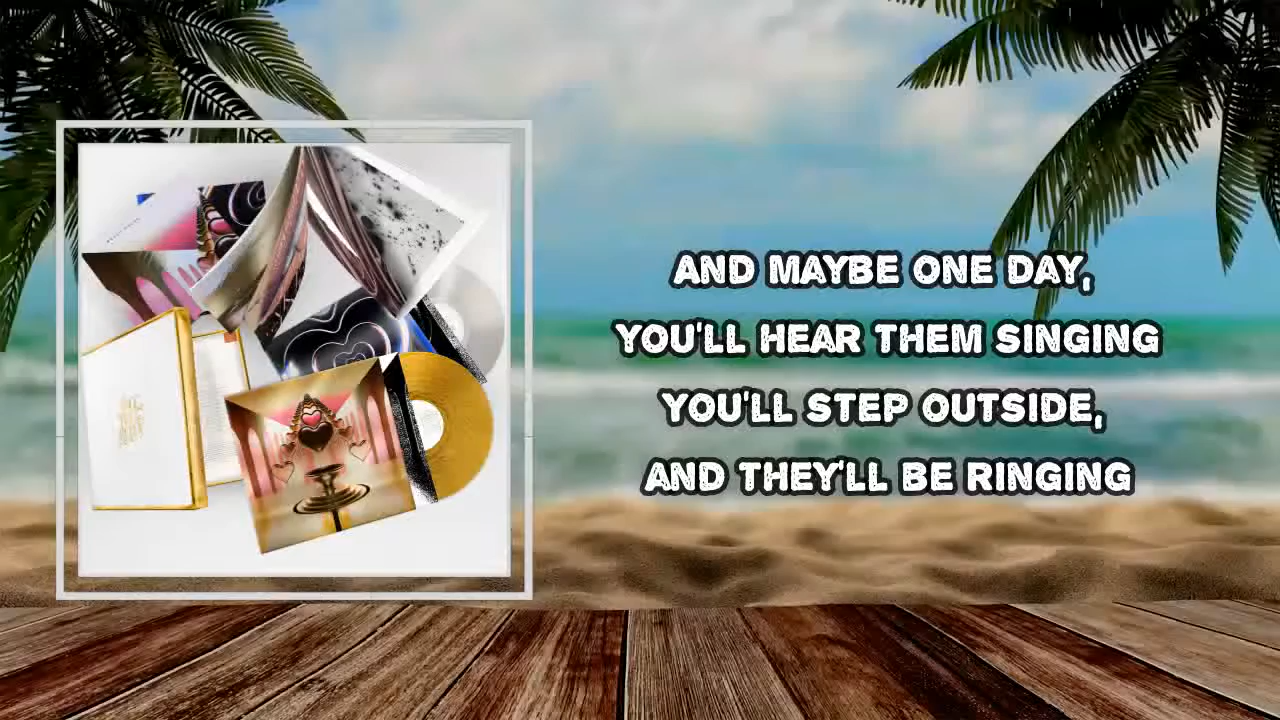 AND MAYBE ONE DAY,
YOU'LL HEAR THEM SINGING
YOU'LL STEP OUTSIDE,
AND THEY'LL BE RINGING